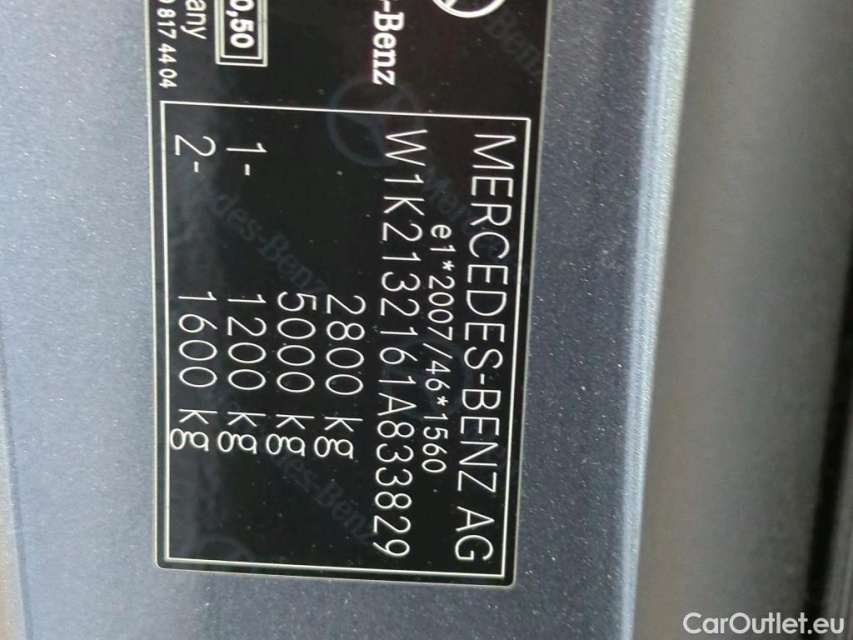 -Benz
0,50
any
817 44 04
MERCEDES-BENZ AG
e1*2007/46*1560
W1K2132161A833829
2800 kg
5000 kg
1- 1200 kg
2- 1600 kg
CarOutlet.eu